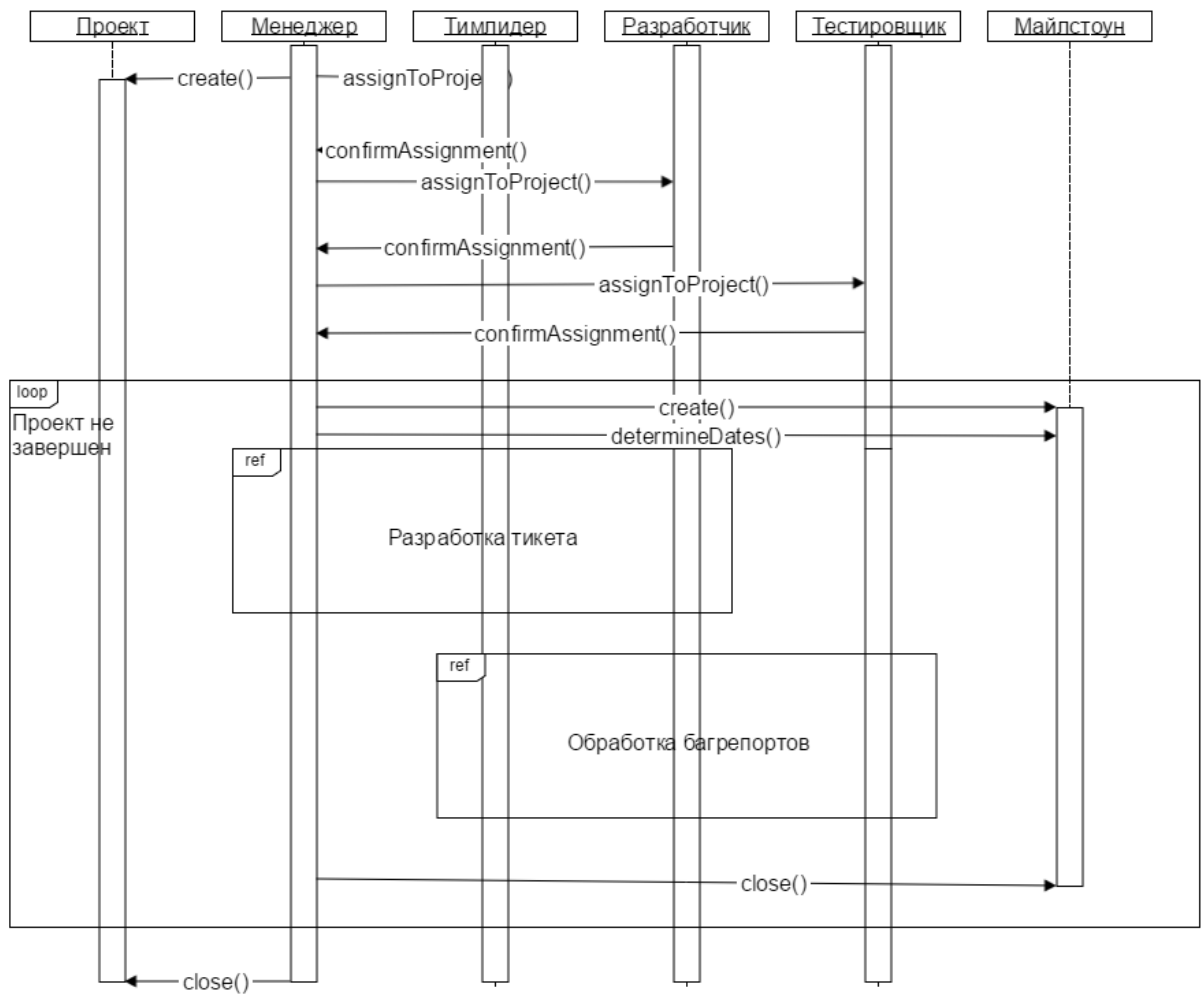 Проект
Менеджер
Тимлидер
Разработчик
Тестировщик
Майлстоун
create()
assignToProje )
confirmAssignment()
assignToProject()
confirmAssignment()
assignToProject()
confirmAssignment()
loop
Проект не
завершен
create()
determineDates()
ref
Разработка тикета
ref
Обработка багрепортов
close()
close()